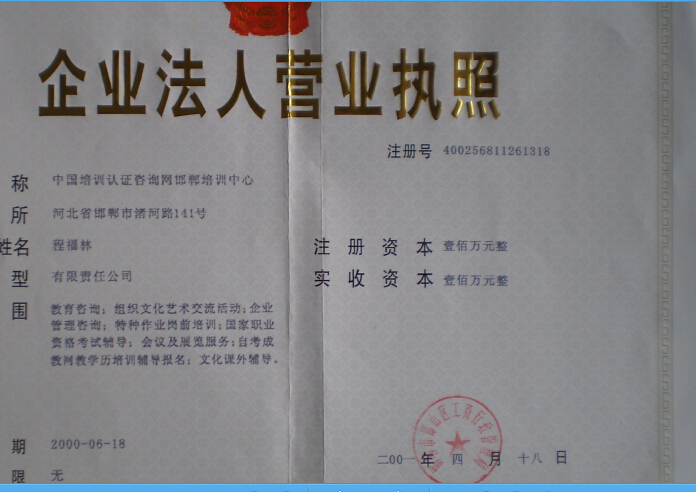 企业法人营业执照
注册号 400256811261318
称 中国培训认证咨询网邯郸培训中心
所 河北省邯郸市渚河路141号
姓名 程福林
注册资本 壹佰万元整
型 有限责任公司
实收资本 壹佰万元整
围 教育咨询；组织文化艺术交流活动；企业
管理咨询；特种作业岗前培训；国家职业
资格考试辅导；会议及展览服务；自考成
教网教学历培训辅导报名；文化课外辅导。
期 2000-06-18
二00一年 四 月 十八 日
限 无